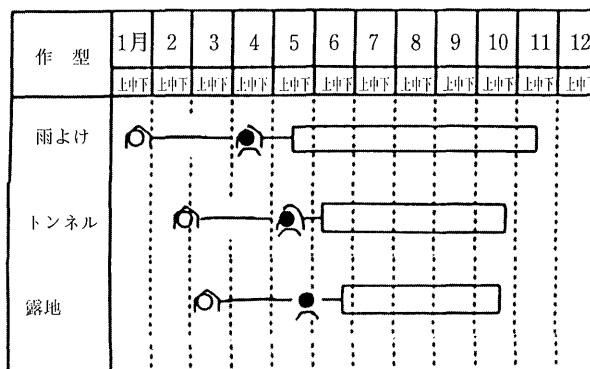 作型 1月 2 3 4 5 6 7 8 9 10 11 12
上中下 上中下 上中下 上中下 上中下 上中下 上中下 上中下 上中下 上中下 上中下 上中下
雨よけ
トンネル
露地